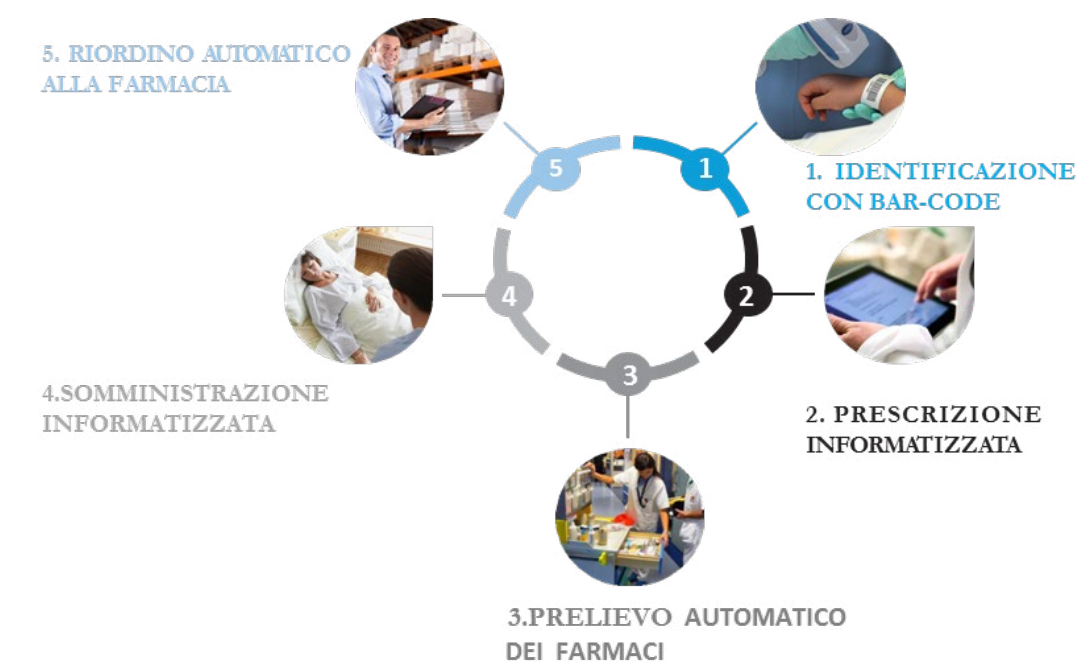 5. RIORDINO AUTOMATICO
ALLA FARMACIA
5
1
1. IDENTIFICAZIONE
CON BAR-CODE
4
2
4.SOMMINISTRAZIONE
INFORMATIZZATA
3
2. PRESCRIZIONE
INFORMATIZZATA
3.PRELIEVO AUTOMATICO
DEI FARMACI